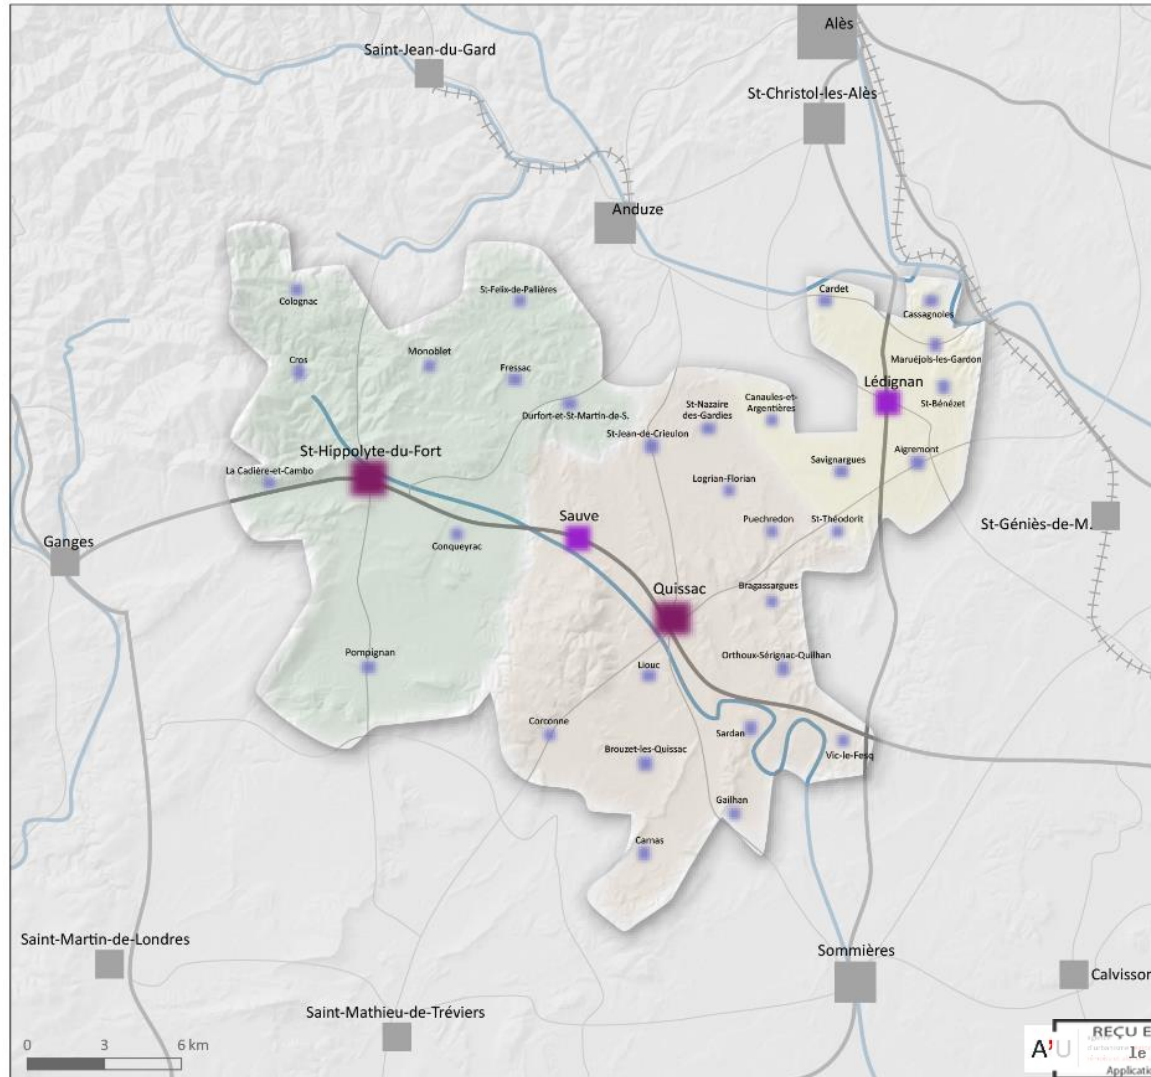 Alès
Saint-Jean-du-Gard
St-Christol-les-Alès
Anduze
St-Felix-de-Pallières
Colognac
Cardet
Cassagnoles
Maruéjols-les-Gardon
Monoblet
Cros
Fressac
Lédignan
St-Bénézet
Durfort-et-St-Martin-de-S.
St-Nazaire
des-Gardies
Canaules-et-
Argentières
St-Jean-de-Crieulon
St-Hippolyte-du-Fort
Aigremont
Savignargues
La Cadière-et-Cambo
Logrian-Florian
Sauve
Puechredon
St-Théodorit
St-Géniès-de-M.
Ganges
Conqueyrac
Quissac
Bragassargues
Pompignan
Liouc
Orthoux-Sérignac-Quilhan
Corconne
Sardan
Brouzet-les-Quissac
Vic-le-Fesq
Gailhan
Carnas
Saint-Martin-de-Londres
Sommières
Calvisson
Saint-Mathieu-de-Tréviers
0 3 6 km
A'U
REÇU E
le
Applicatio